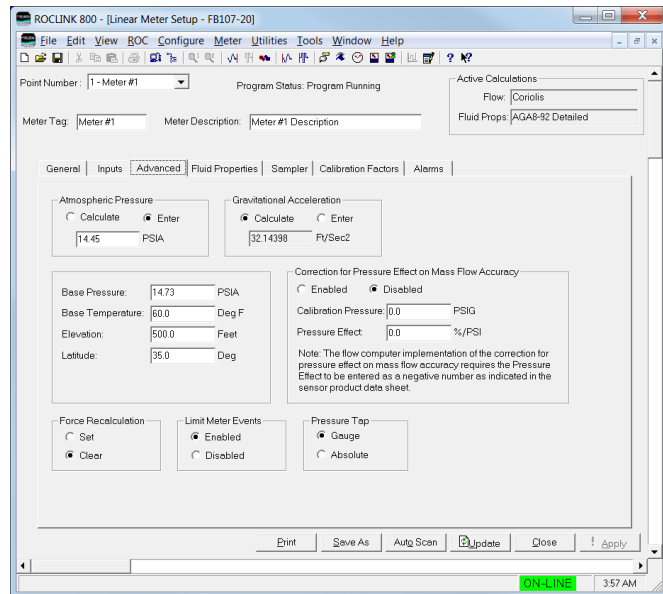 ROCLINK 800 - [Linear Meter Setup - FB107-20]
File Edit View ROC Configure Meter Utilities Tools Window Help
Point Number: 1 - Meter #1 Program Status: Program Running
Active Calculations
Flow: Coriolis
Fluid Props: AGA8-92 Detailed
Meter Tag: Meter #1 Meter Description: Meter #1 Description
General Inputs Advanced Fluid Properties Sampler Calibration Factors Alarms
Atmospheric Pressure Gravitational Acceleration
Calculate Enter Calculate Enter
14.45 PSIA 32.14398 Ft/Sec2
Base Pressure: 14.73 PSIA
Base Temperature: 60.0 Deg F
Elevation: 500.0 Feet
Latitude: 35.0 Deg
Correction for Pressure Effect on Mass Flow Accuracy
Enabled Disabled
Calibration Pressure: 0.0 PSIG
Pressure Effect: 0.0 %/PSI
Note: The flow computer implementation of the correction for
pressure effect on mass flow accuracy requires the Pressure
Effect to be entered as a negative number as indicated in the
sensor product data sheet.
Force Recalculation Limit Meter Events Pressure Tap
Set Enabled Gauge
Clear Disabled Absolute
Print Save As Auto Scan Update Close ! Apply
ON-LINE 3:57 AM